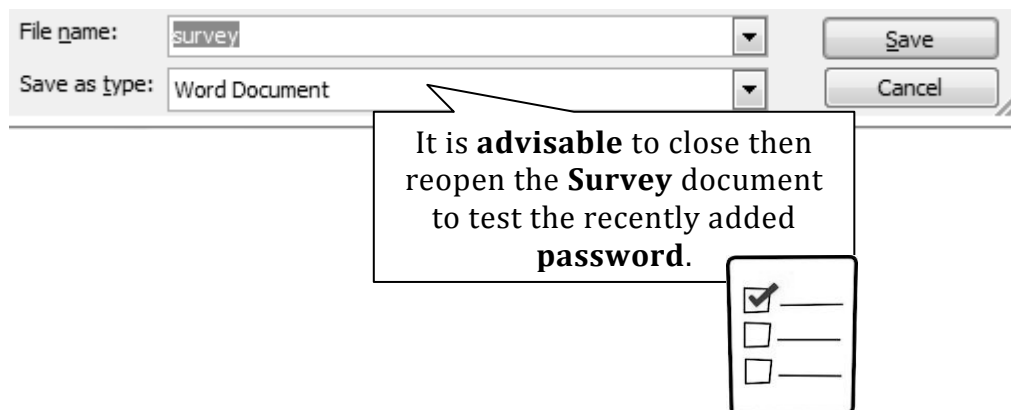 File name: survey Save
Save as type: Word Document Cancel
It is advisable to close then
reopen the Survey document
to test the recently added
password.